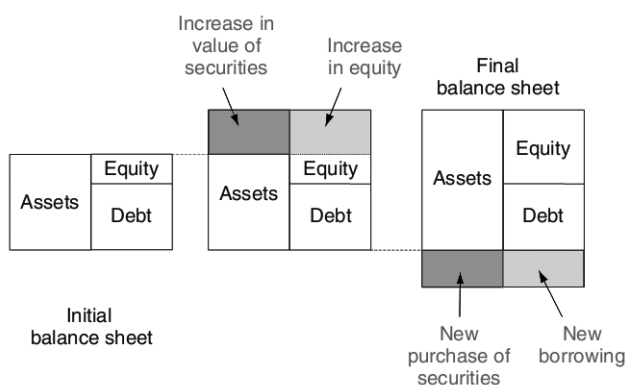 Increase in
value of
securities
Increase
in equity
Final
balance sheet
Assets
Equity
Debt
Assets
Equity
Debt
Assets
Equity
Debt
Initial
balance sheet
New
purchase of
securities
New
borrowing